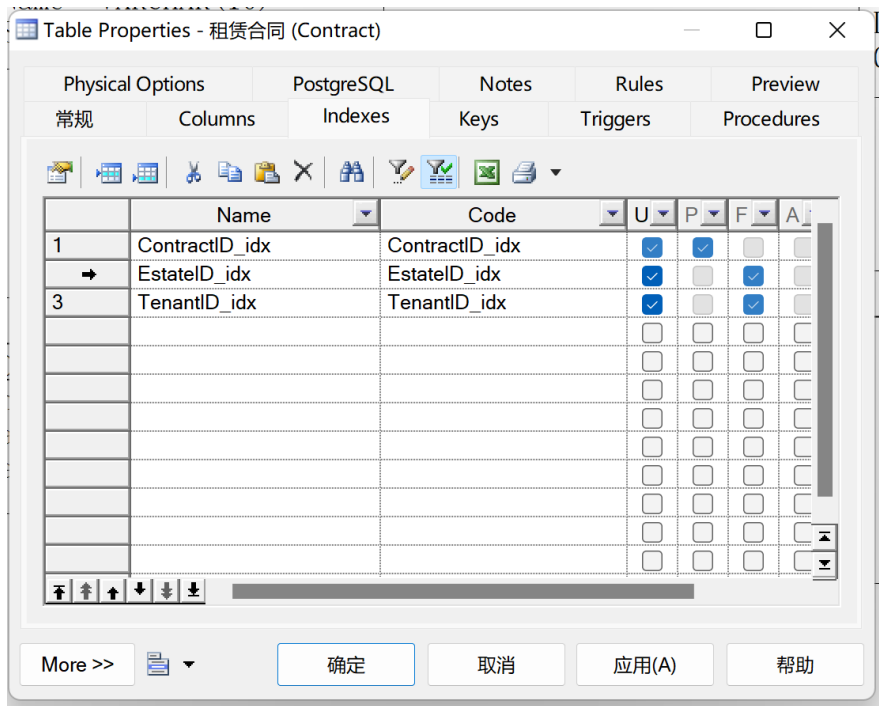 Table Properties - 租赁合同 (Contract)
Physical Options PostgreSQL Notes Rules Preview
常规 Columns Indexes Keys Triggers Procedures
Name Code U P F A
1 ContractID_idx ContractID_idx
EstateID_idx EstateID_idx
3 TenantID_idx TenantID_idx
More >> 确定 取消 应用(A) 帮助